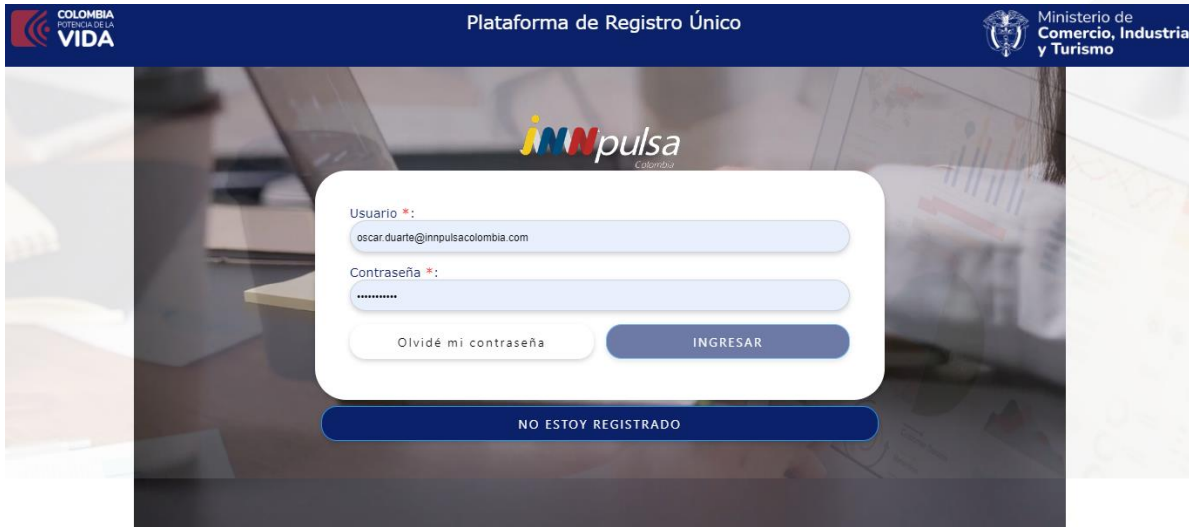 COLOMBIA
POTENCIA DE LA
VIDA
Plataforma de Registro Único
Ministerio de
Comercio, Industria
y Turismo
iNNpulsa
Colombia
Usuario *:
oscar.duarte@innpulsacolombia.com
Contraseña *:
•••••••••••
Olvidé mi contraseña
INGRESAR
NO ESTOY REGISTRADO